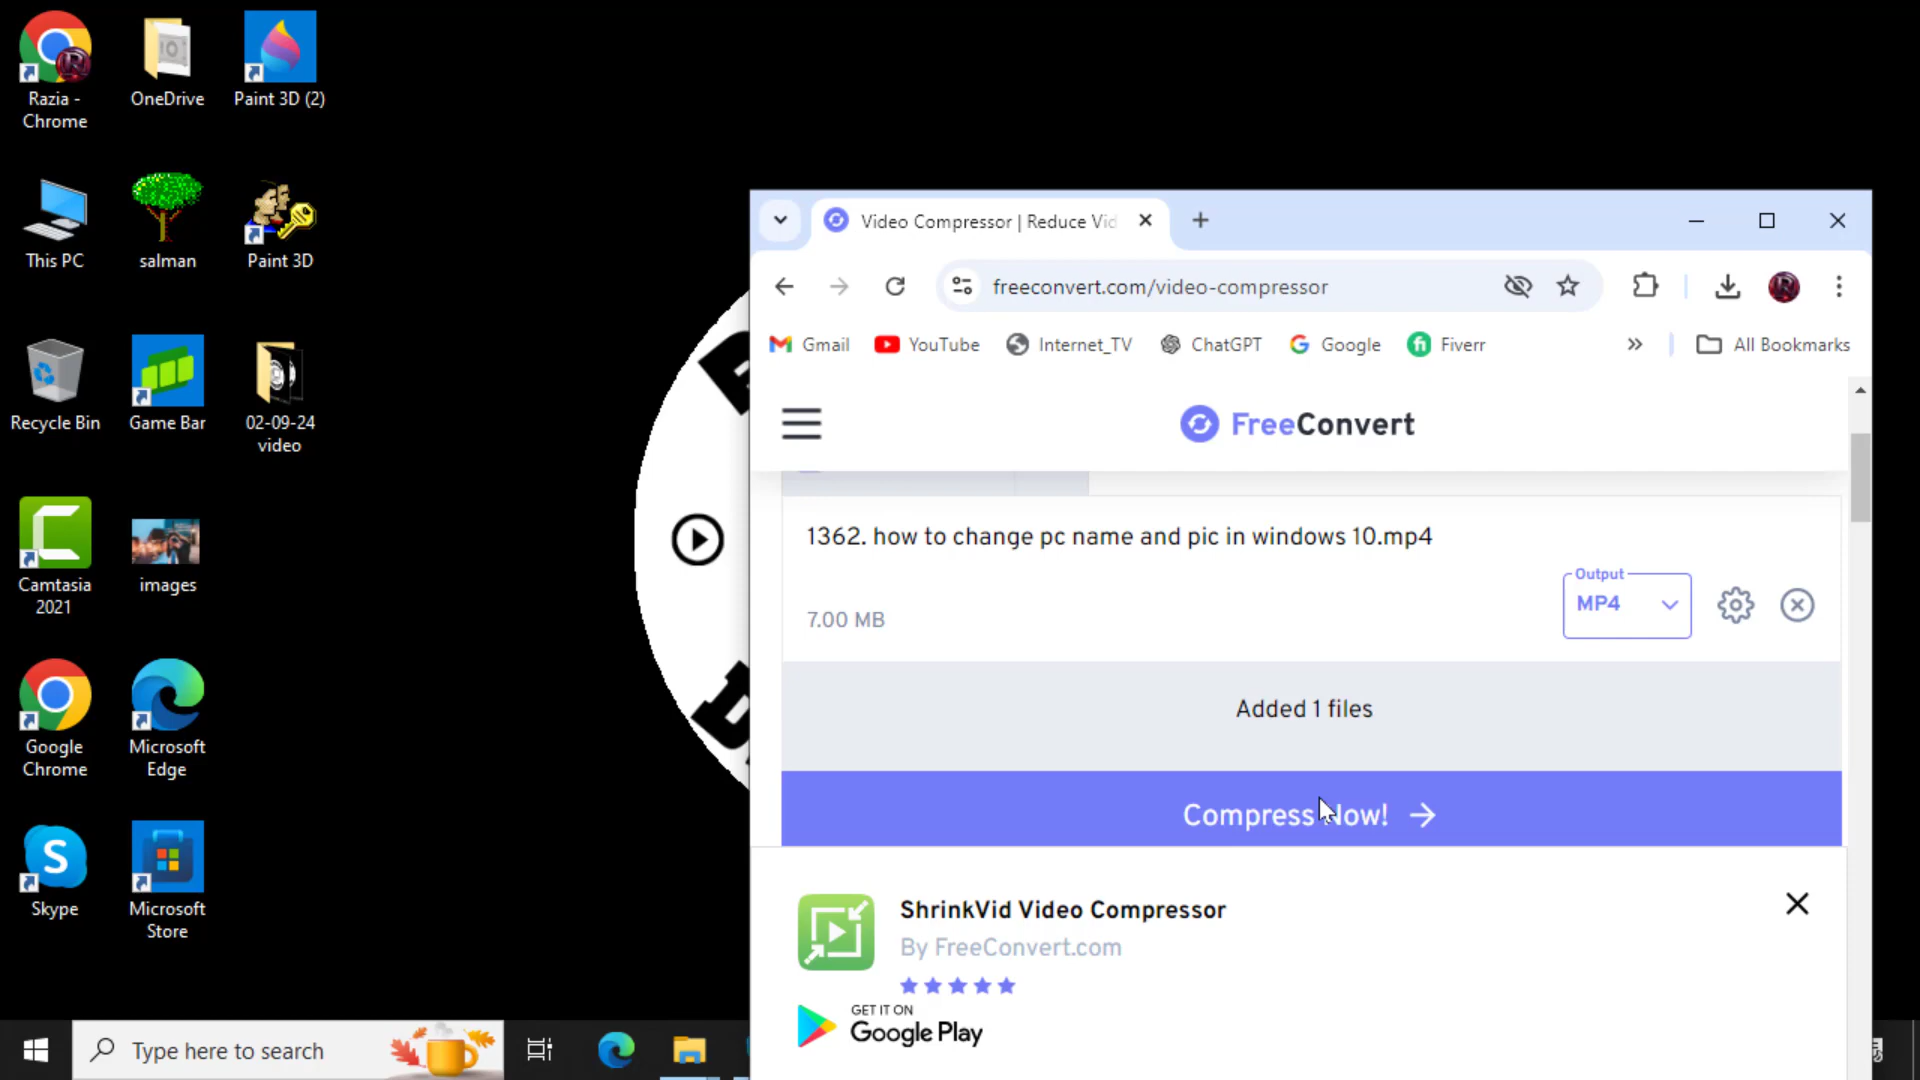 Razia -
Chrome
OneDrive
Paint 3D (2)
This PC
salman
Paint 3D
Recycle Bin
Game Bar
02-09-24
video
Camtasia
2021
images
Google
Chrome
Microsoft
Edge
Skype
Microsoft
Store
Type here to search
Video Compressor | Reduce Vid
freeconvert.com/video-compressor
Gmail
YouTube
Internet_TV
ChatGPT
Google
Fiverr
All Bookmarks
FreeConvert
1362. how to change pc name and pic in windows 10.mp4
Output
MP4
7.00 MB
Added 1 files
Compress Now!
ShrinkVid Video Compressor
By FreeConvert.com
GET IT ON
Google Play